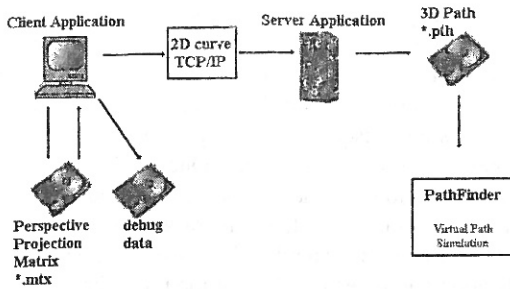 Client Application
2D curve
TCP/IP
Server Application
3D Path
*.pth
Perspective
Projection
Matrix
*.mtx
debug
data
PathFinder
Virtual Path
Simulation